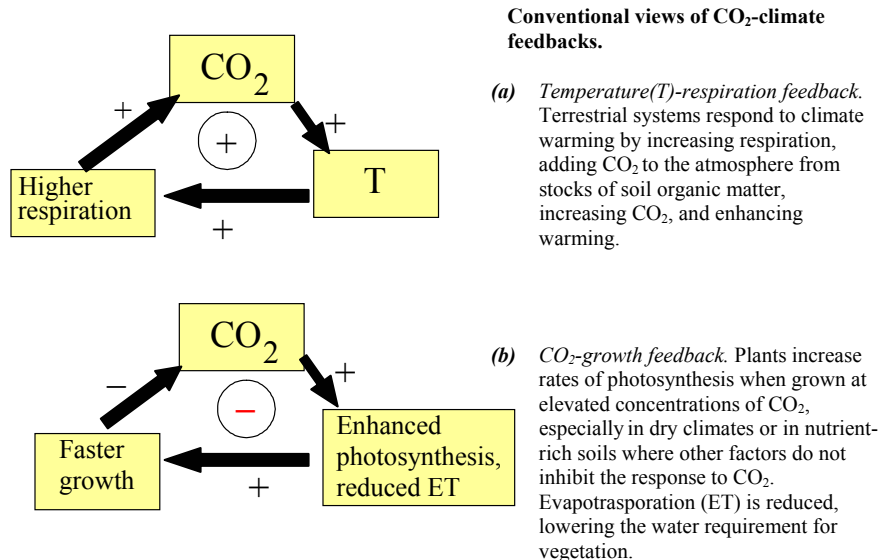 Conventional views of CO₂-climate
feedbacks.
CO₂
+
+
+
T
Higher
respiration
+
(a) Temperature(T)-respiration feedback.
Terrestrial systems respond to climate
warming by increasing respiration,
adding CO₂ to the atmosphere from
stocks of soil organic matter,
increasing CO₂, and enhancing
warming.
CO₂
–
–
+
Faster
growth
Enhanced
photosynthesis,
reduced ET
+
(b) CO₂-growth feedback. Plants increase
rates of photosynthesis when grown at
elevated concentrations of CO₂,
especially in dry climates or in nutrient-
rich soils where other factors do not
inhibit the response to CO₂.
Evapotrasporation (ET) is reduced,
lowering the water requirement for
vegetation.